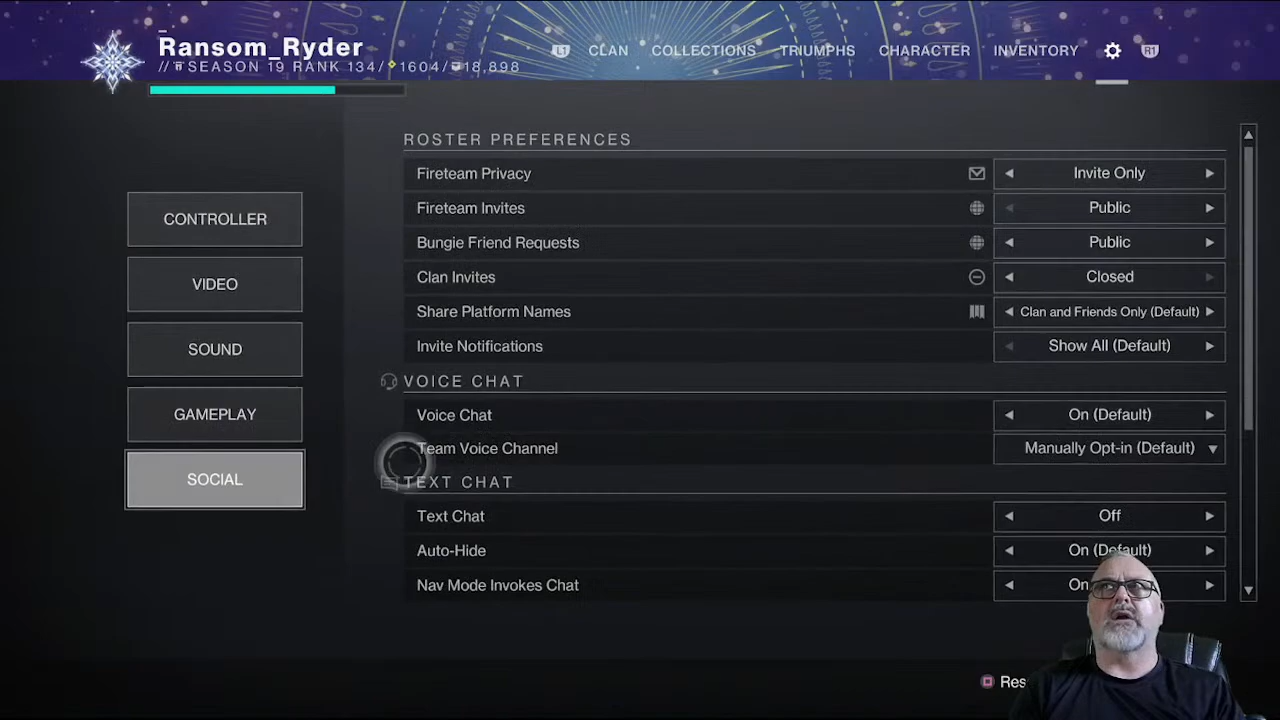 Ransom_Ryder
// SEASON 19 RANK 134/ 1604/ 18,898
L1 CLAN COLLECTIONS TRIUMPHS CHARACTER INVENTORY R1
CONTROLLER
VIDEO
SOUND
GAMEPLAY
SOCIAL
ROSTER PREFERENCES
Fireteam Privacy Invite Only
Fireteam Invites Public
Bungie Friend Requests Public
Clan Invites Closed
Share Platform Names Clan and Friends Only (Default)
Invite Notifications Show All (Default)
VOICE CHAT
Voice Chat On (Default)
Team Voice Channel Manually Opt-in (Default)
TEXT CHAT
Text Chat Off
Auto-Hide On (Default)
Nav Mode Invokes Chat On
Res